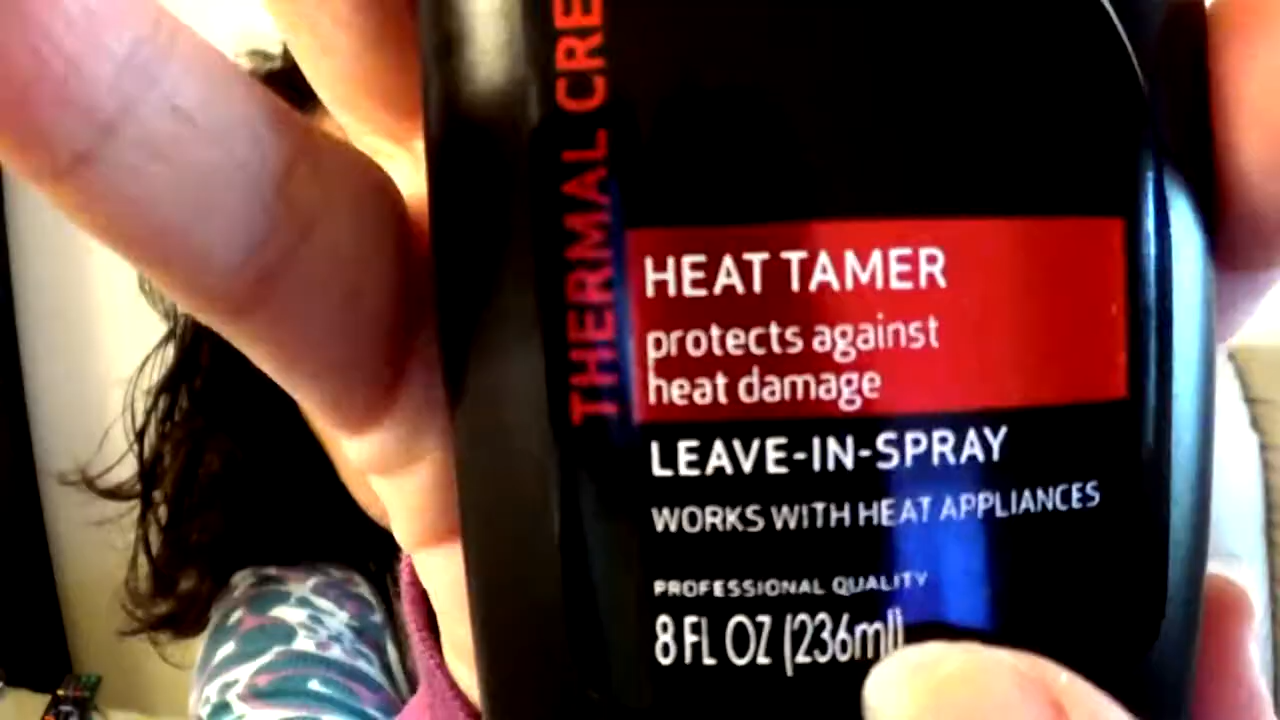 THERMAL CRE
HEAT TAMER
protects against
heat damage
LEAVE-IN-SPRAY
WORKS WITH HEAT APPLIANCES
PROFESSIONAL QUALITY
8 FL OZ (236ml)